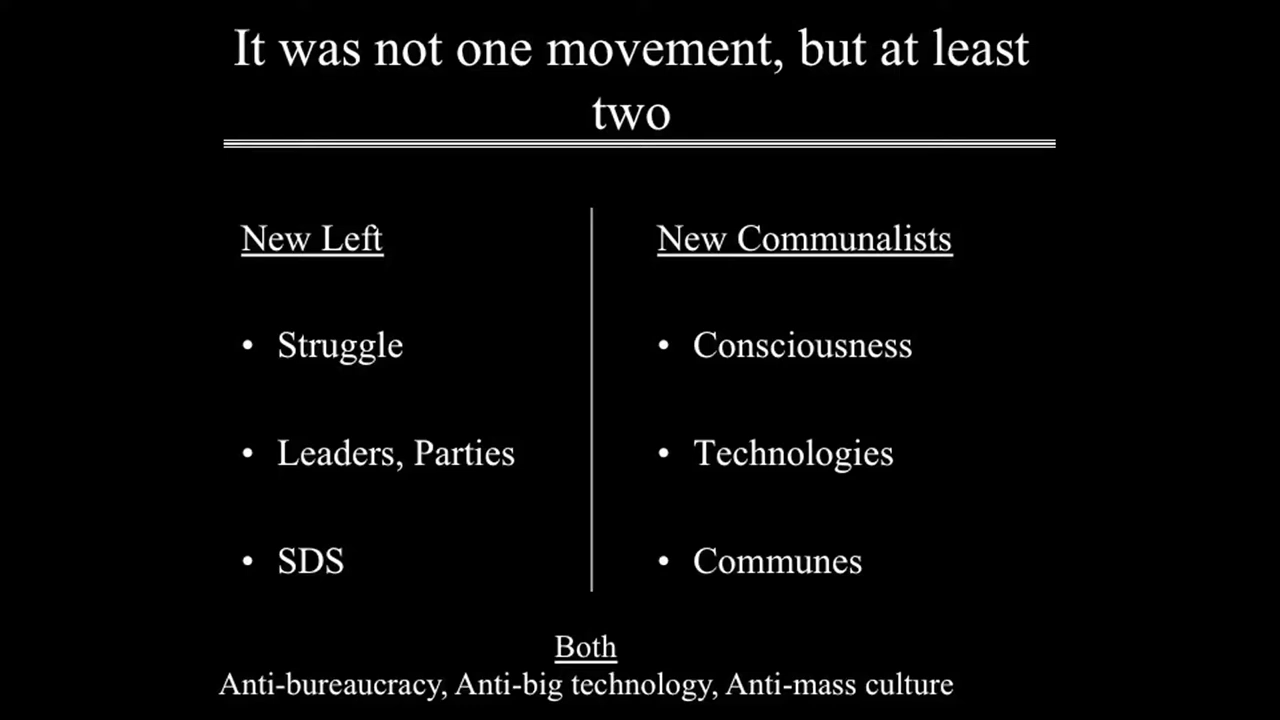 It was not one movement, but at least
two
New Left
• Struggle
• Leaders, Parties
• SDS
New Communalists
• Consciousness
• Technologies
• Communes
Both
Anti-bureaucracy, Anti-big technology, Anti-mass culture